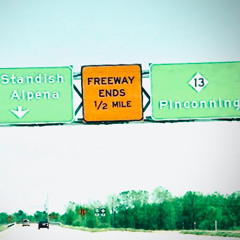 Standish
Alpena
FREEWAY
ENDS
1/2 MILE
13
Pinconning